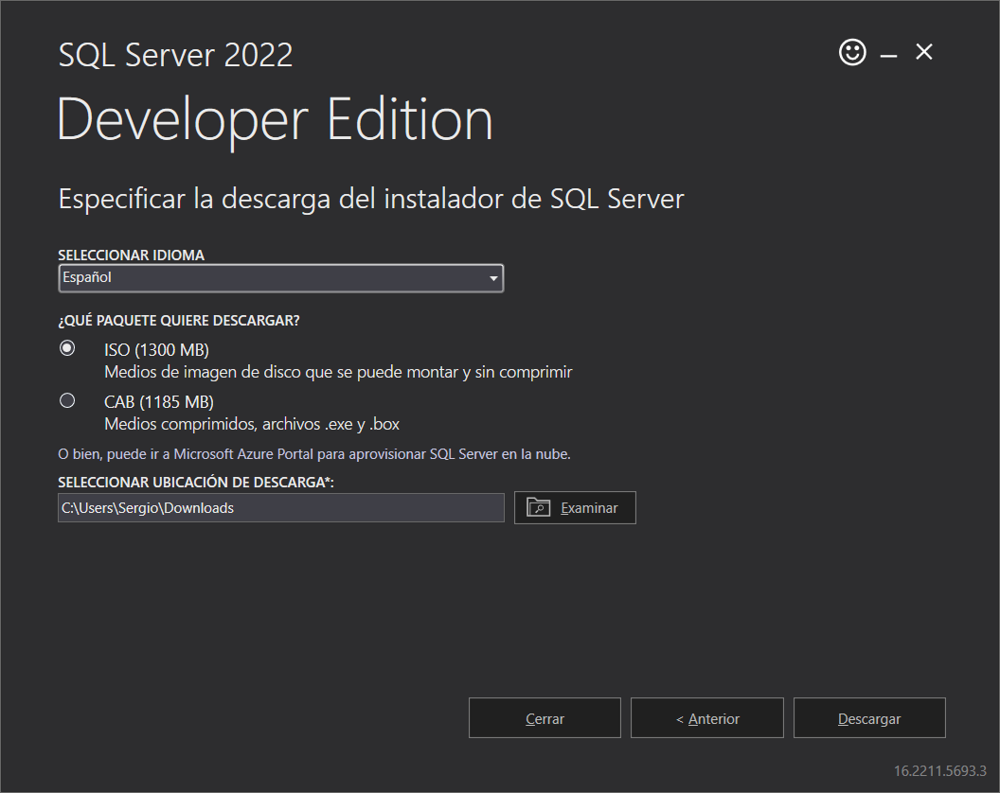 SQL Server 2022
Developer Edition
Especificar la descarga del instalador de SQL Server
SELECCIONAR IDIOMA
Español
¿QUÉ PAQUETE QUIERE DESCARGAR?
ISO (1300 MB)
Medios de imagen de disco que se puede montar y sin comprimir
CAB (1185 MB)
Medios comprimidos, archivos .exe y .box
O bien, puede ir a Microsoft Azure Portal para aprovisionar SQL Server en la nube.
SELECCIONAR UBICACIÓN DE DESCARGA*:
C:\Users\Sergio\Downloads
Examinar
Cerrar
< Anterior
Descargar
16.2211.5693.3